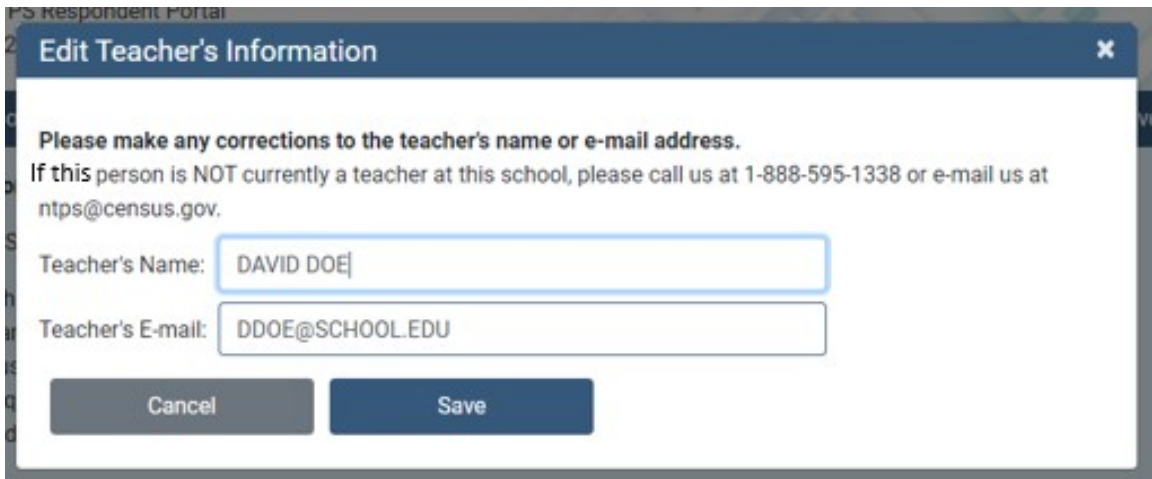 PS Respondent Portal
Edit Teacher's Information
Please make any corrections to the teacher's name or e-mail address.
If this person is NOT currently a teacher at this school, please call us at 1-888-595-1338 or e-mail us at
ntps@census.gov.
Teacher's Name: DAVID DOE
Teacher's E-mail: DDOE@SCHOOL.EDU
Cancel Save